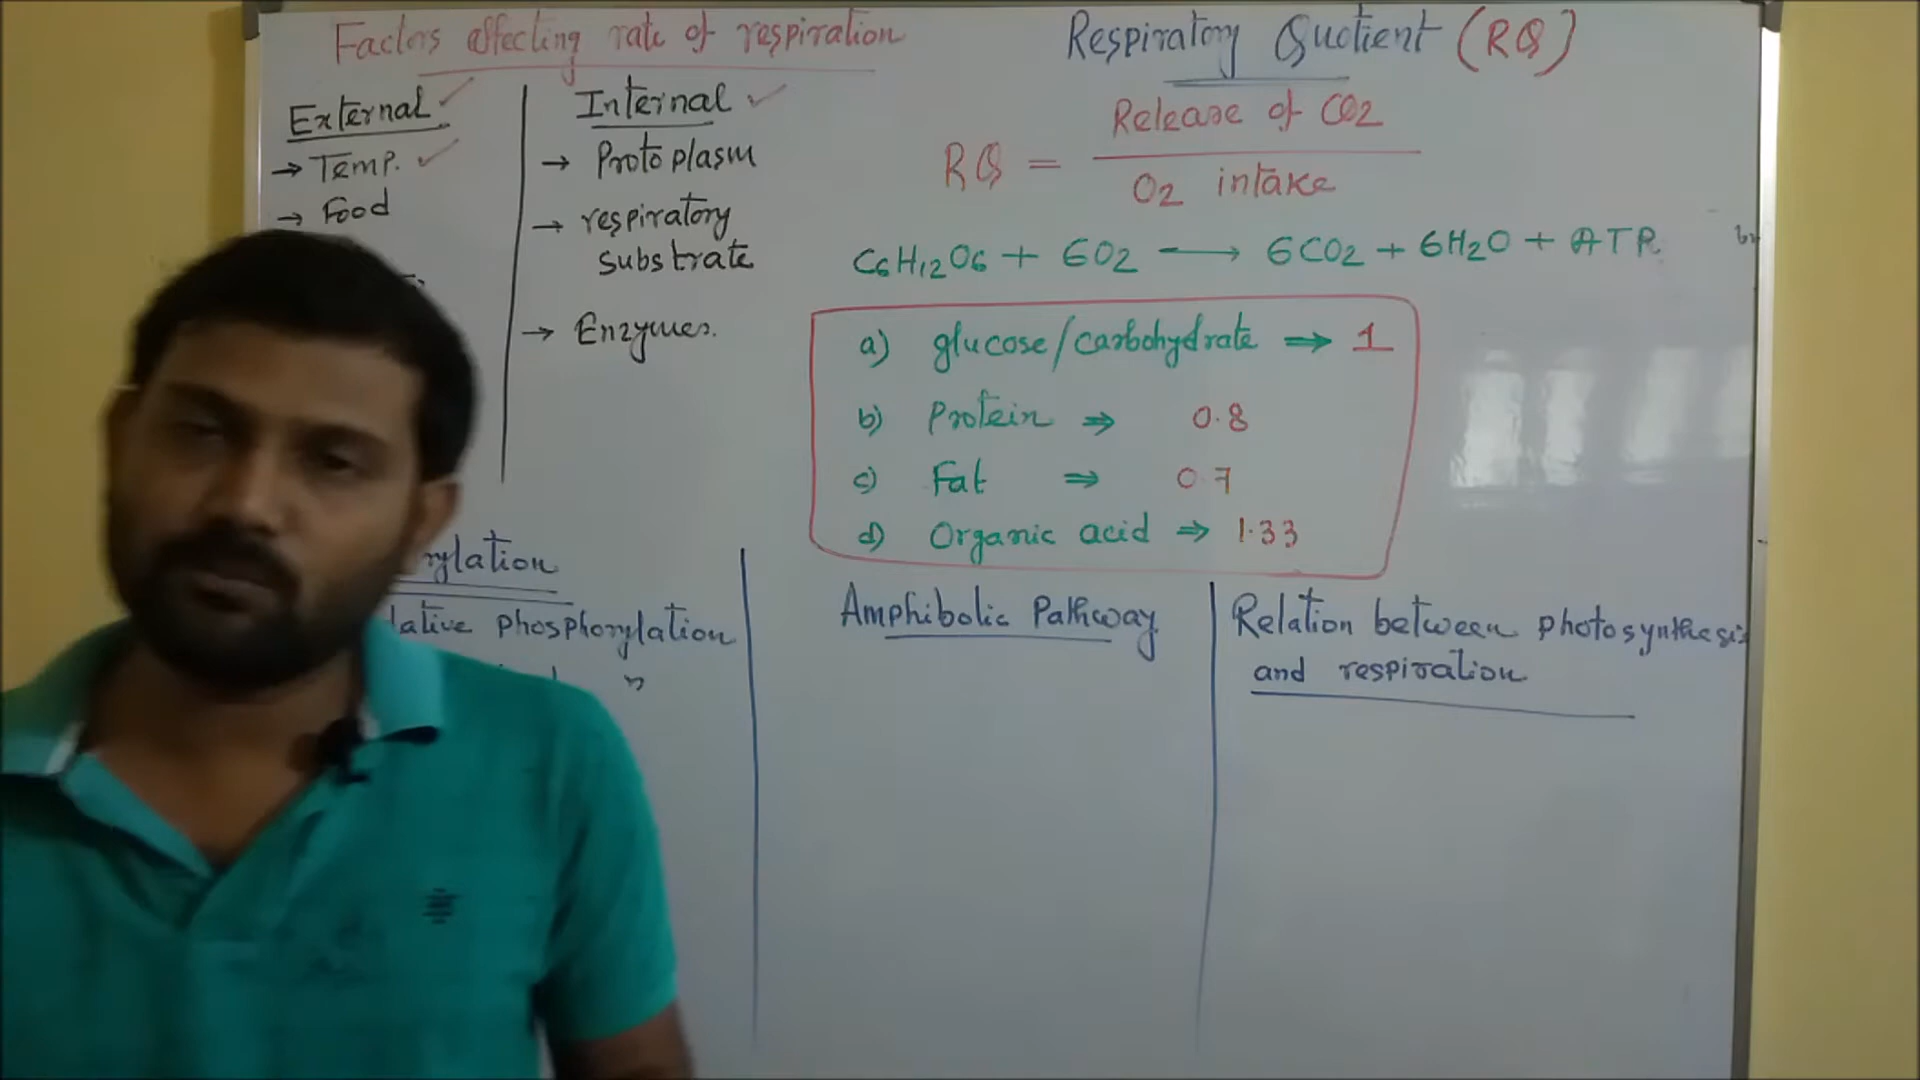 Factors affecting rate of respiration
External
→ Temp.
→ Food
Internal
→ Protoplasm
→ respiratory
substrate
→ Enzymes.
Respiratory Quotient (RQ)
RQ = Release of CO2
O2 intake
C6H12O6 + 6O2 → 6CO2 + 6H2O + ATP
a) glucose/carbohydrate ⇒ 1
b) Protein ⇒ 0.8
c) Fat ⇒ 0.7
d) Organic acid ⇒ 1.33
rylation
lative phosphorylation
Amphibolic Pathway
Relation between photosynthesis
and respiration